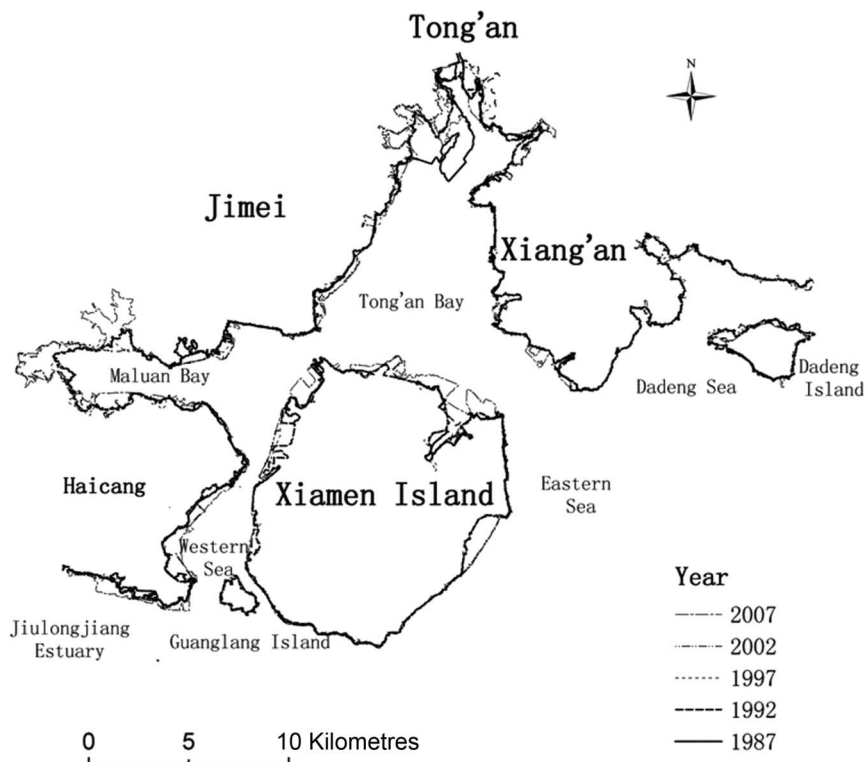 Tong'an
N
Jimei
Xiang'an
Tong'an Bay
Maluan Bay
Dadeng Sea
Dadeng
Island
Haicang
Xiamen Island
Eastern
Sea
Western
Sea
Jiulongjiang
Estuary
Guanglang Island
Year
2007
2002
1997
1992
1987
0 5 10 Kilometres